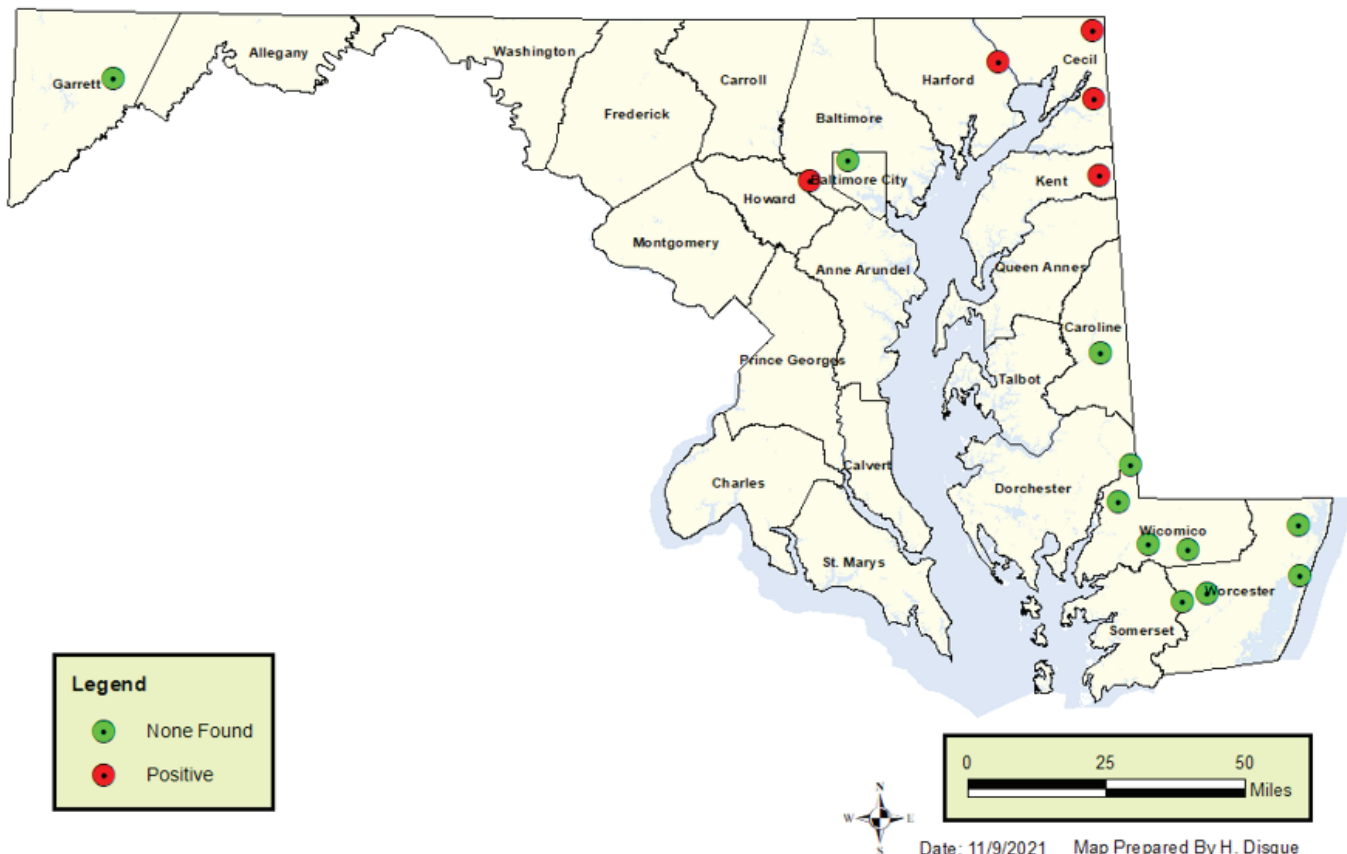 Garrett
Allegany
Washington
Frederick
Carroll
Baltimore
Harford
Cecil
Baltimore City
Howard
Kent
Montgomery
Anne Arundel
Queen Annes
Caroline
Prince Georges
Talbot
Calvert
Charles
Dorchester
St. Marys
Wicomico
Worcester
Somerset
Legend
None Found
Positive
0 25 50
Miles
N
W E
S
Date: 11/9/2021 Map Prepared By H. Disque